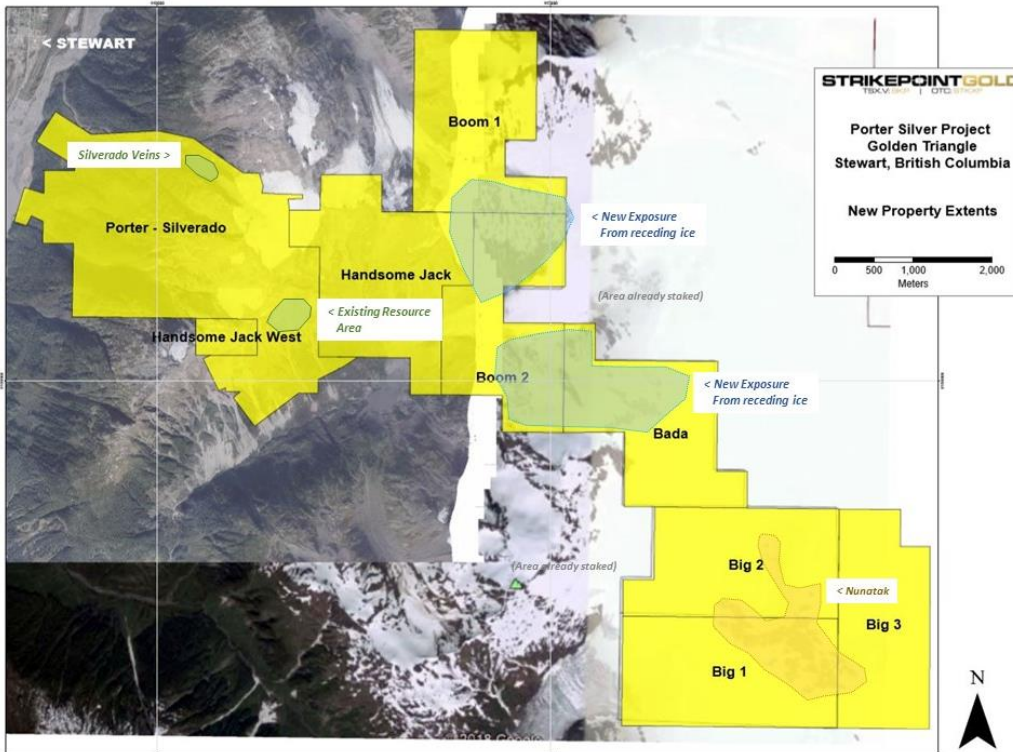 < STEWART
STRIKEPOINTGOLD
TSX.V:SKP | OTC:STKXF
Porter Silver Project
Golden Triangle
Stewart, British Columbia
New Property Extents
0 500 1,000 2,000
Meters
Boom 1
Silverado Veins >
Porter - Silverado
< New Exposure
From receding ice
Handsome Jack
(Area already staked)
< Existing Resource
Area
Handsome Jack West
Boom 2
< New Exposure
From receding ice
Bada
(Area already staked)
Big 2
< Nunatak
Big 3
Big 1
N